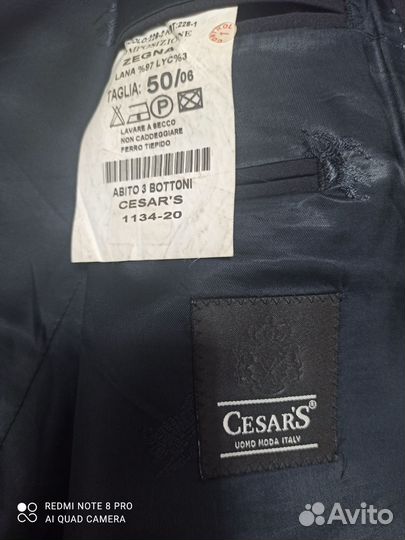 COMPOSIZIONE
ZEGNA
LANA %97 LYC%3
TAGLIA: 50/06
P
LAVARE A SECCO
NON CADDEGGIARE
FERRO TIEPIDO
ABITO 3 BOTTONI
CESAR'S
1134-20
CESAR'S®
UOMO MODA ITALY
REDMI NOTE 8 PRO
AI QUAD CAMERA
Avito